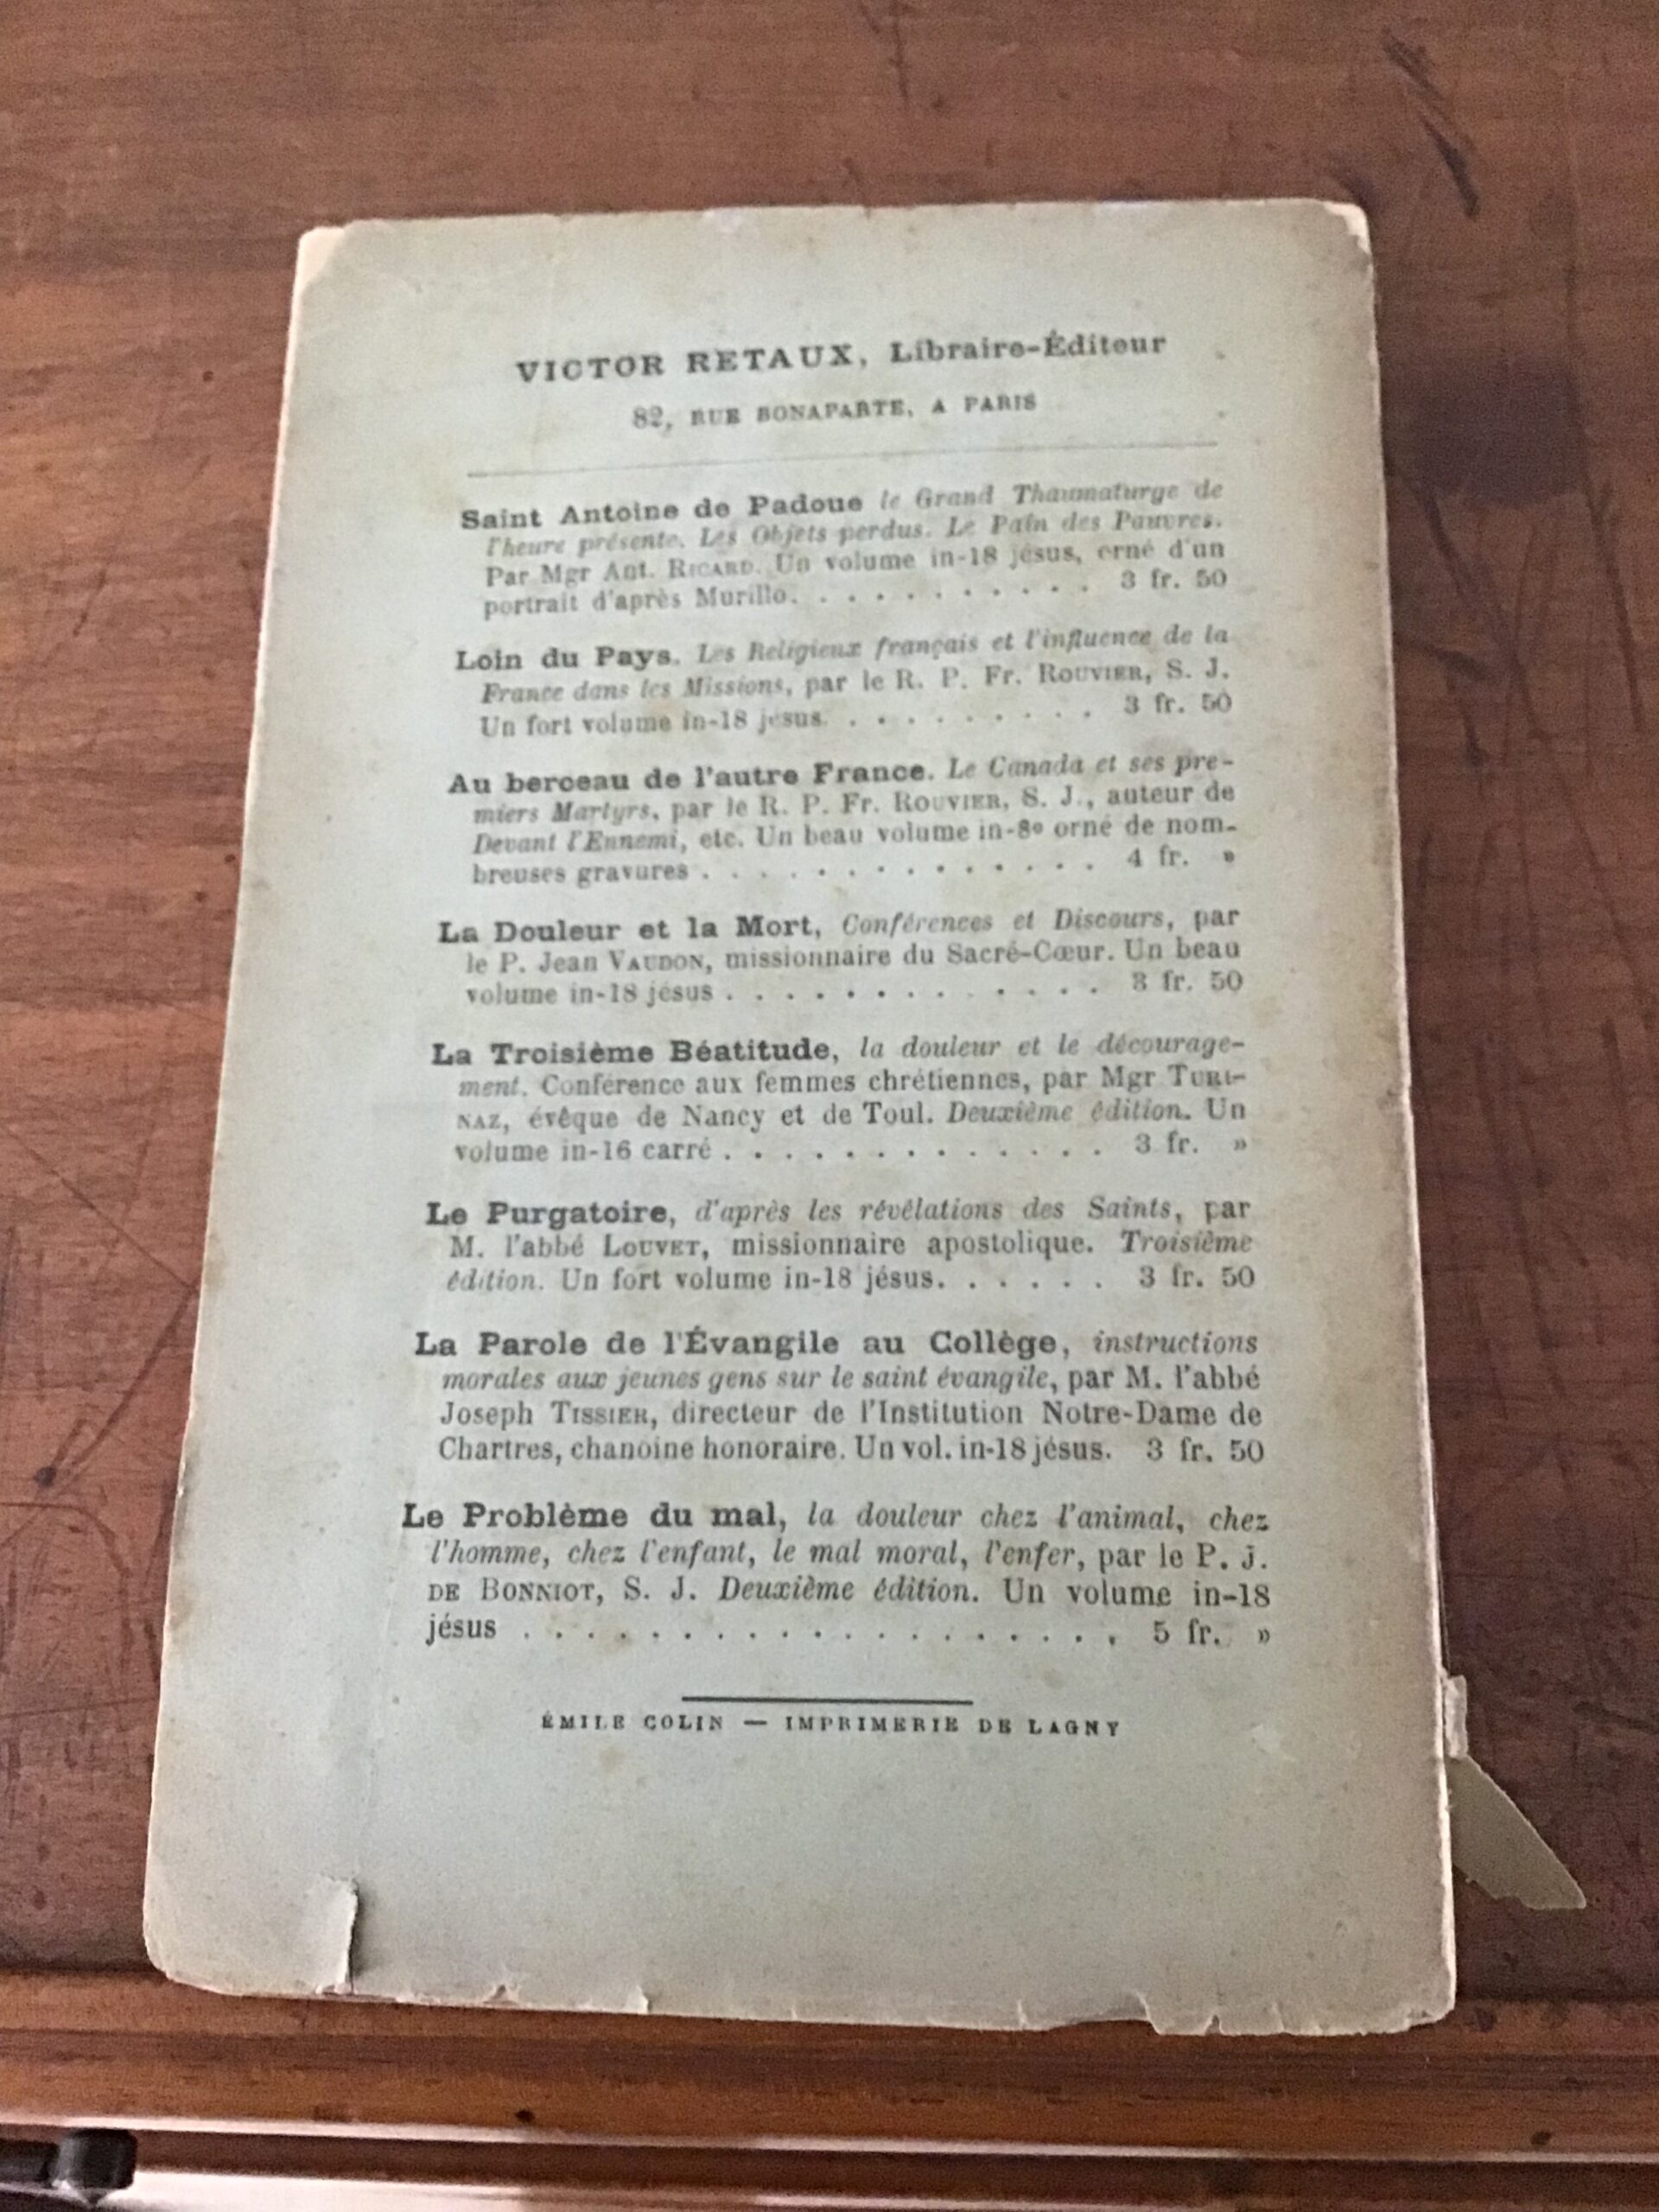 VICTOR RETAUX, Libraire-Éditeur
82, RUE BONAPARTE, A PARIS
Saint Antoine de Padoue le Grand Thaumaturge de
l'heure présente. Les Objets perdus. Le Pain des Pauvres.
Par Mgr Ant. RICARD. Un volume in-18 jésus, orné d'un
portrait d'après Murillo. . . . . . . . . . . 3 fr. 50
Loin du Pays. Les Religieux français et l'influence de la
France dans les Missions, par le R. P. Fr. ROUVIER, S. J.
Un fort volume in-18 jésus. . . . . . . . . . 3 fr. 50
Au berceau de l'autre France. Le Canada et ses pre-
miers Martyrs, par le R. P. Fr. ROUVIER, S. J., auteur de
Devant l'Ennemi, etc. Un beau volume in-8º orné de nom-
breuses gravures . . . . . . . . . . . . . . 4 fr. »
La Douleur et la Mort, Conférences et Discours, par
le P. Jean VAUDON, missionnaire du Sacré-Cœur. Un beau
volume in-18 jésus . . . . . . . . . . . . . 3 fr. 50
La Troisième Béatitude, la douleur et le décourage-
ment. Conférence aux femmes chrétiennes, par Mgr TURI-
NAZ, évêque de Nancy et de Toul. Deuxième édition. Un
volume in-16 carré . . . . . . . . . . . . . 3 fr. »
Le Purgatoire, d'après les révélations des Saints, par
M. l'abbé LOUVET, missionnaire apostolique. Troisième
édition. Un fort volume in-18 jésus. . . . . . 3 fr. 50
La Parole de l'Évangile au Collège, instructions
morales aux jeunes gens sur le saint évangile, par M. l'abbé
Joseph TISSIER, directeur de l'Institution Notre-Dame de
Chartres, chanoine honoraire. Un vol. in-18 jésus. 3 fr. 50
Le Problème du mal, la douleur chez l'animal, chez
l'homme, chez l'enfant, le mal moral, l'enfer, par le P. J.
DE BONNIOT, S. J. Deuxième édition. Un volume in-18
jésus . . . . . . . . . . . . . . . . . . . 5 fr. »
ÉMILE COLIN — IMPRIMERIE DE LAGNY